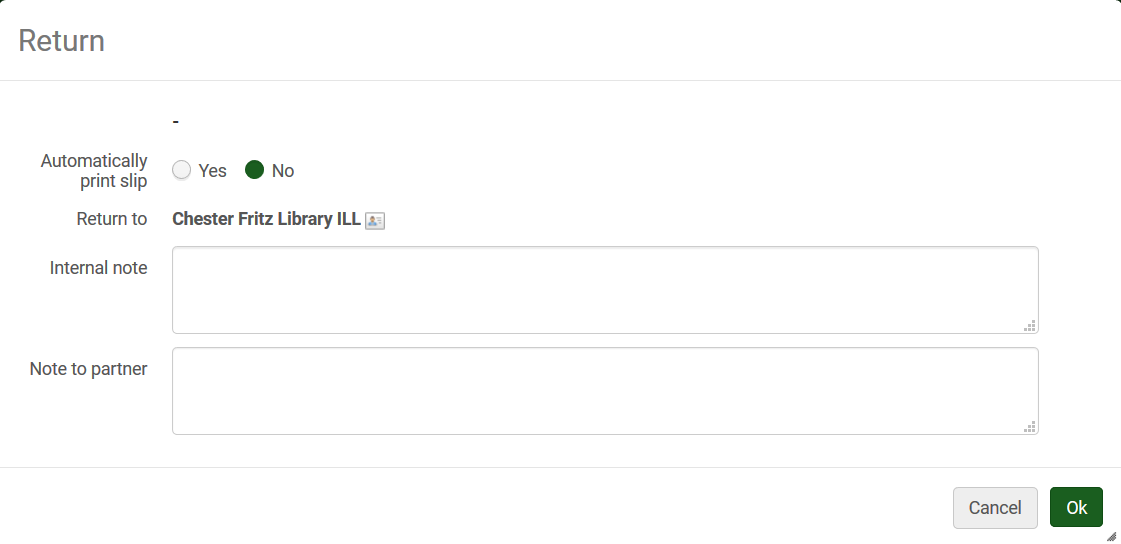 Return
-
Automatically
print slip
Yes No
Return to Chester Fritz Library ILL
Internal note
Note to partner
Cancel Ok